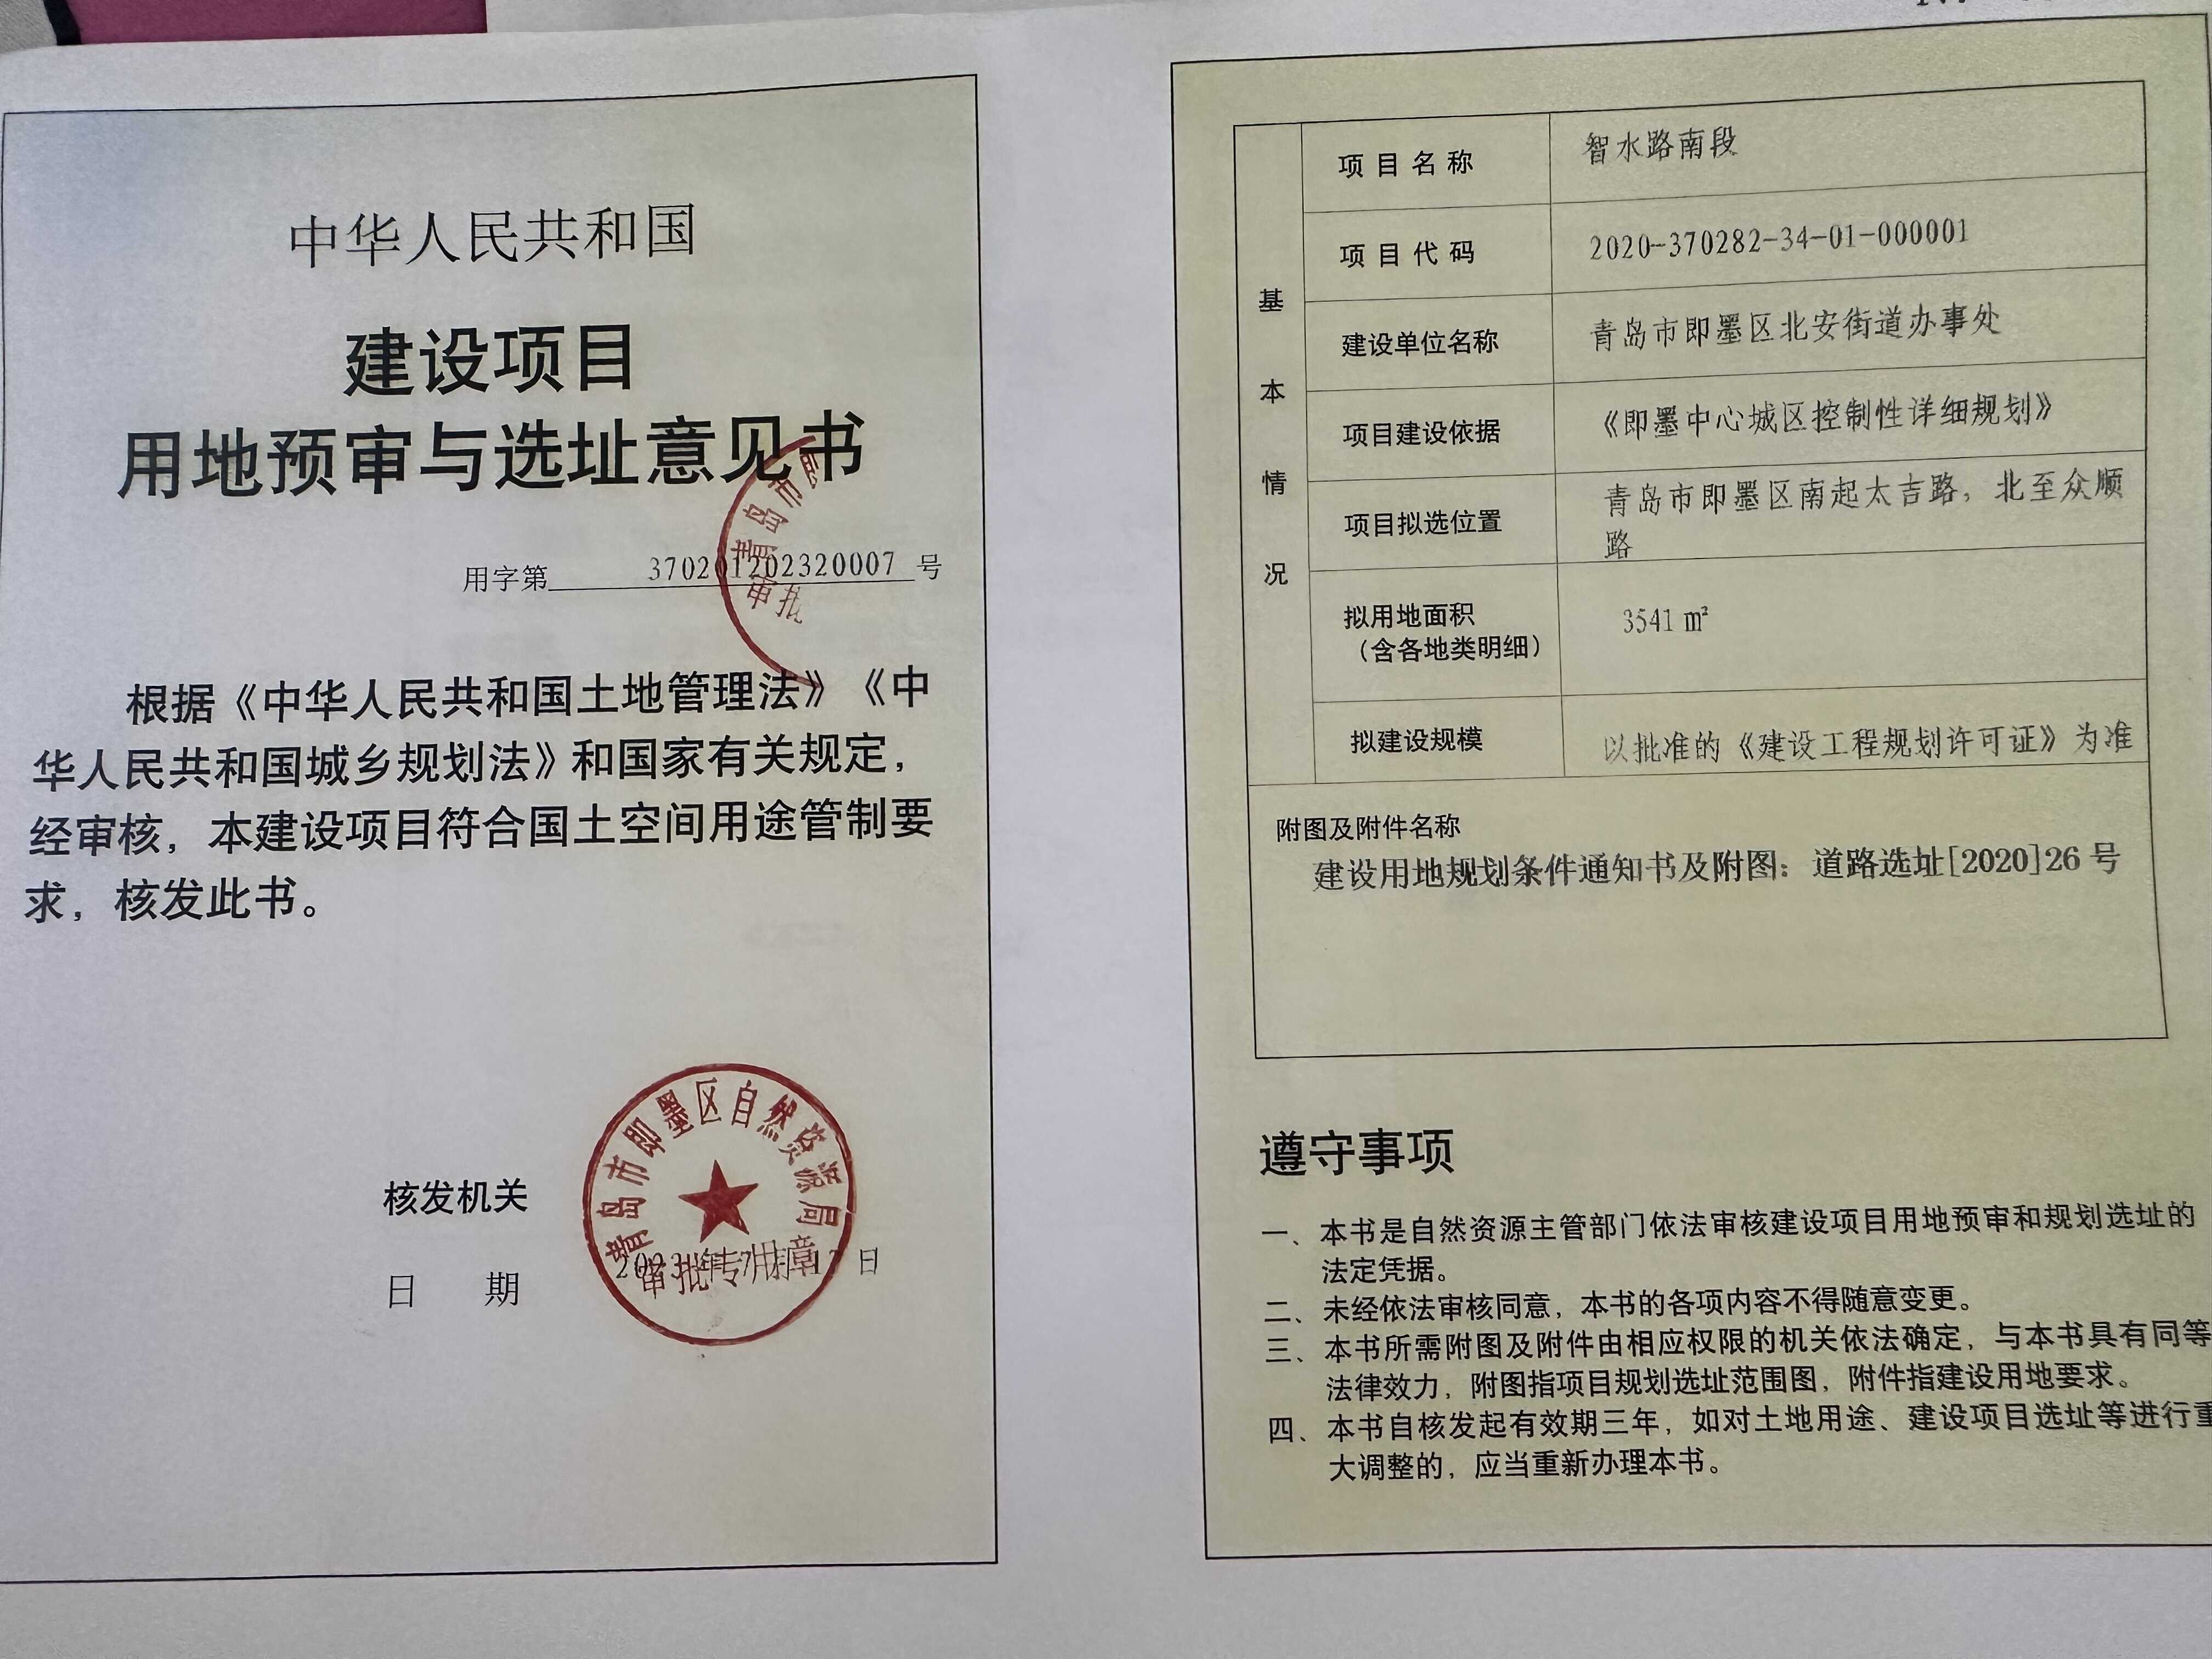 中华人民共和国
建设项目
用地预审与选址意见书
青岛市
审批
用字第 370201202320007 号
根据《中华人民共和国土地管理法》《中
华人民共和国城乡规划法》和国家有关规定，
经审核，本建设项目符合国土空间用途管制要
求，核发此书。
核发机关
青岛市即墨区自然资源局
审批专用章
日 期
2023年7月 日
基本情况
项目名称 智水路南段
项目代码 2020-370282-34-01-000001
建设单位名称 青岛市即墨区北安街道办事处
项目建设依据 《即墨中心城区控制性详细规划》
项目拟选位置 青岛市即墨区南起太吉路，北至众顺
路
拟用地面积
（含各地类明细） 3541 m²
拟建设规模 以批准的《建设工程规划许可证》为准
附图及附件名称
建设用地规划条件通知书及附图：道路选址[2020]26号
遵守事项
一、本书是自然资源主管部门依法审核建设项目用地预审和规划选址的
法定凭据。
二、未经依法审核同意，本书的各项内容不得随意变更。
三、本书所需附图及附件由相应权限的机关依法确定，与本书具有同等
法律效力，附图指项目规划选址范围图，附件指建设用地要求。
四、本书自核发起有效期三年，如对土地用途、建设项目选址等进行重
大调整的，应当重新办理本书。